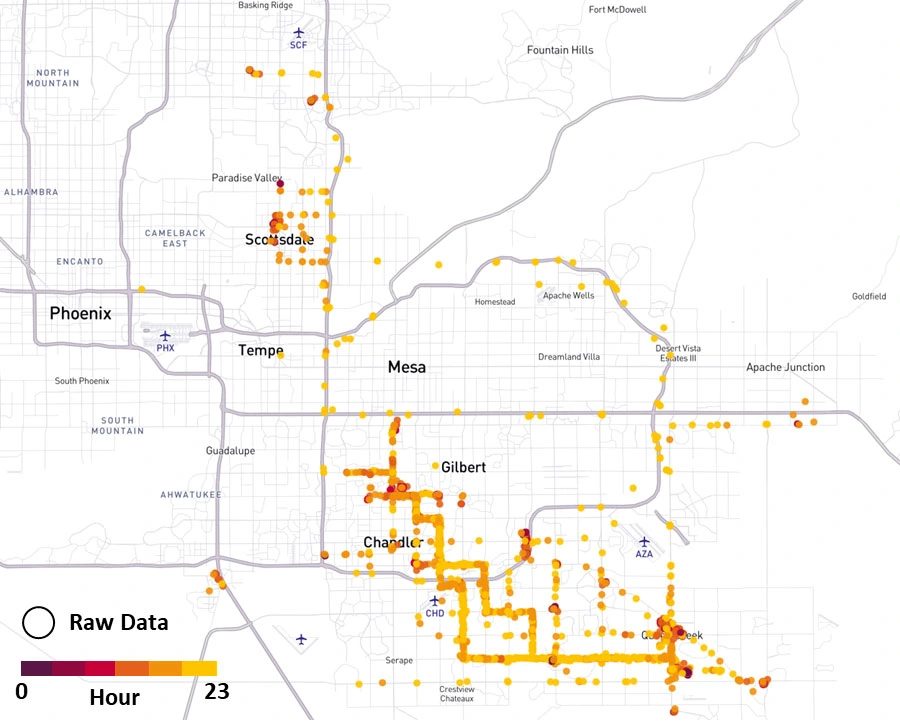 Basking Ridge
Fort McDowell
SCF
Fountain Hills
NORTH
MOUNTAIN
Paradise Valley
ALHAMBRA
CAMELBACK
EAST
Scottsdale
ENCANTO
Homestead
Apache Wells
Goldfield
Phoenix
PHX
Tempe
Mesa
Dreamland Villa
Desert Vista
Estates III
Apache Junction
South Phoenix
SOUTH
MOUNTAIN
Guadalupe
Gilbert
AHWATUKEE
Chandler
AZA
CHD
Raw Data
Serape
Crestview
Chateaux
0
Hour
23